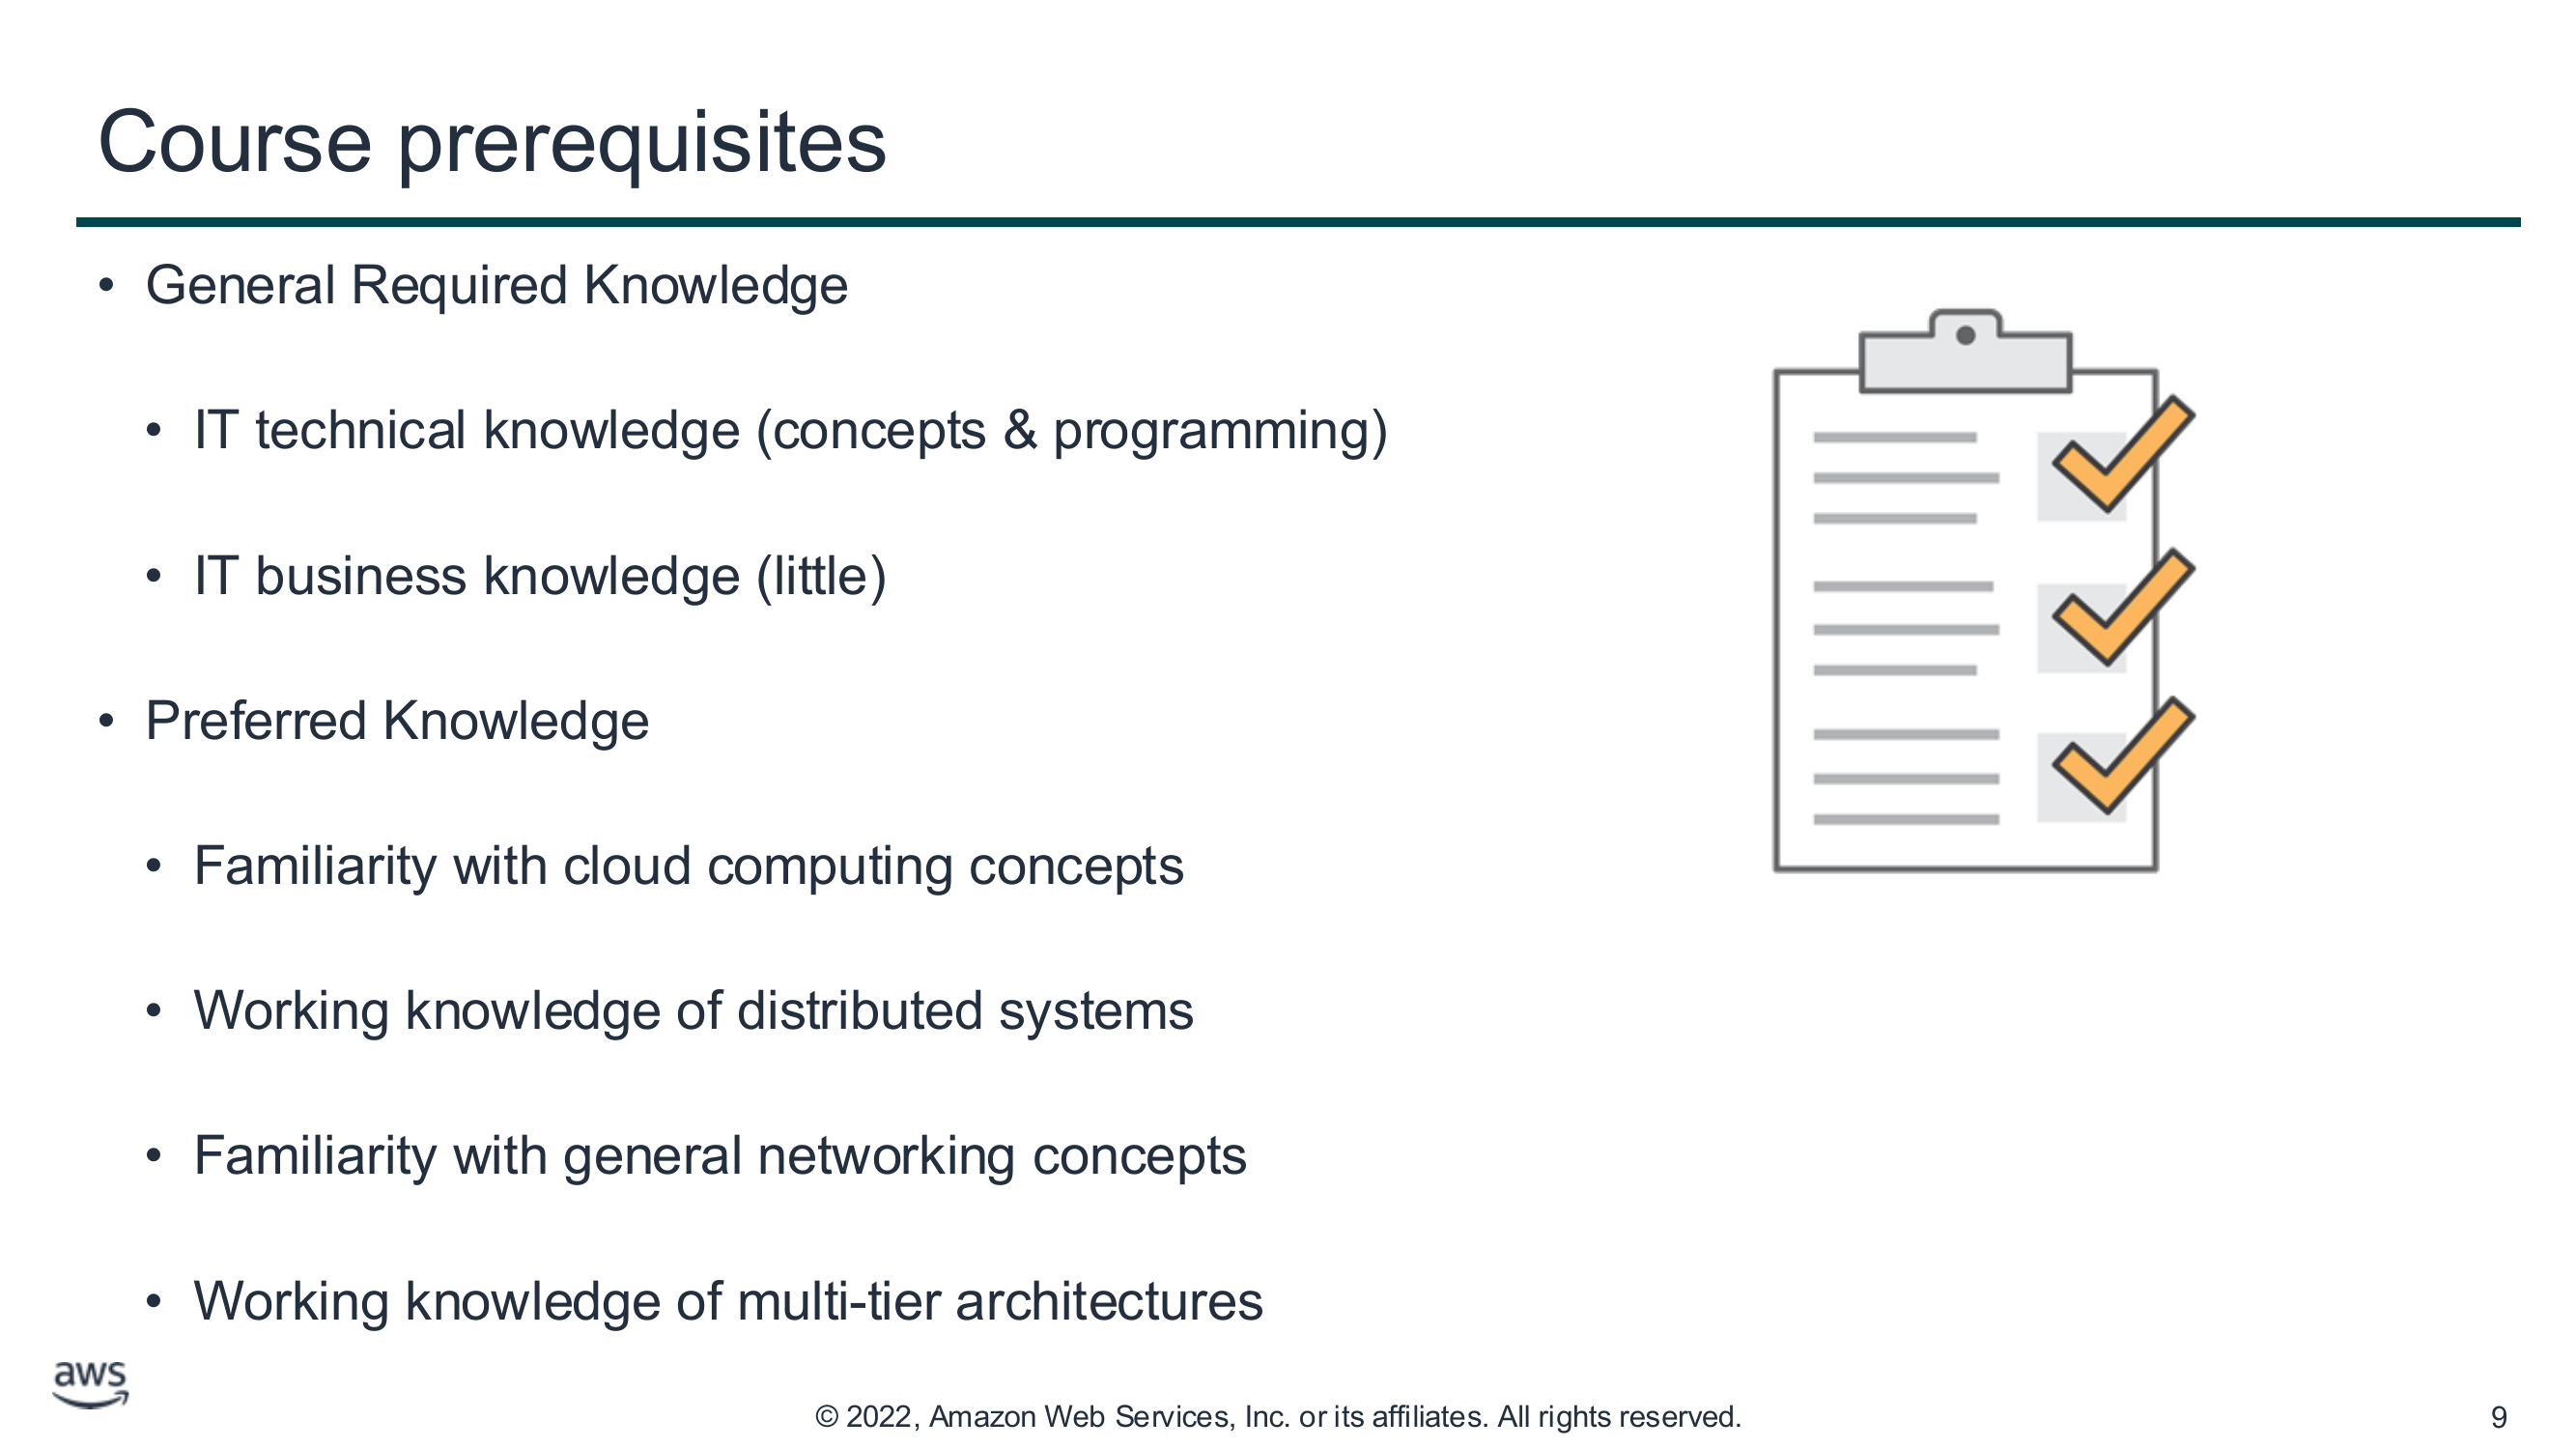 Course prerequisites
• General Required Knowledge
• IT technical knowledge (concepts & programming)
• IT business knowledge (little)
• Preferred Knowledge
• Familiarity with cloud computing concepts
• Working knowledge of distributed systems
• Familiarity with general networking concepts
• Working knowledge of multi-tier architectures
aws
© 2022, Amazon Web Services, Inc. or its affiliates. All rights reserved.
9